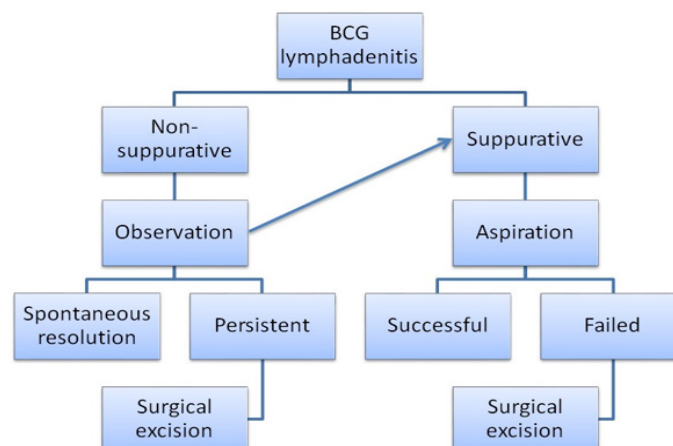 BCG
lymphadenitis
Non-
suppurative
Suppurative
Observation
Aspiration
Spontaneous
resolution
Persistent
Successful
Failed
Surgical
excision
Surgical
excision